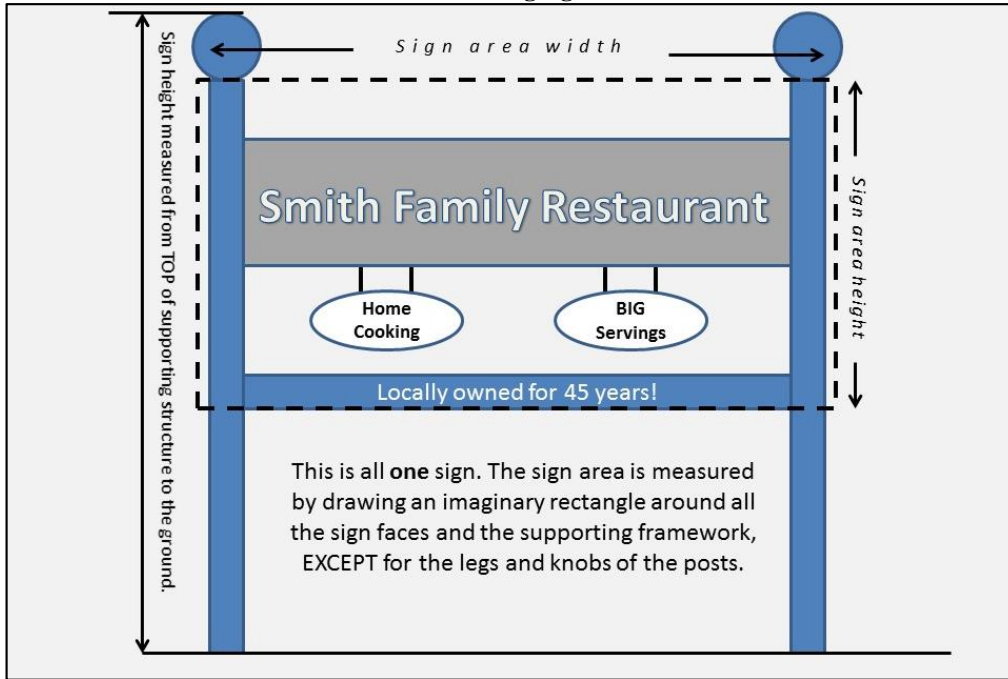 Sign area width
Sign height measured from TOP of supporting structure to the ground.
Smith Family Restaurant
Sign area height
Home
Cooking
BIG
Servings
Locally owned for 45 years!
This is all one sign. The sign area is measured
by drawing an imaginary rectangle around all
the sign faces and the supporting framework,
EXCEPT for the legs and knobs of the posts.